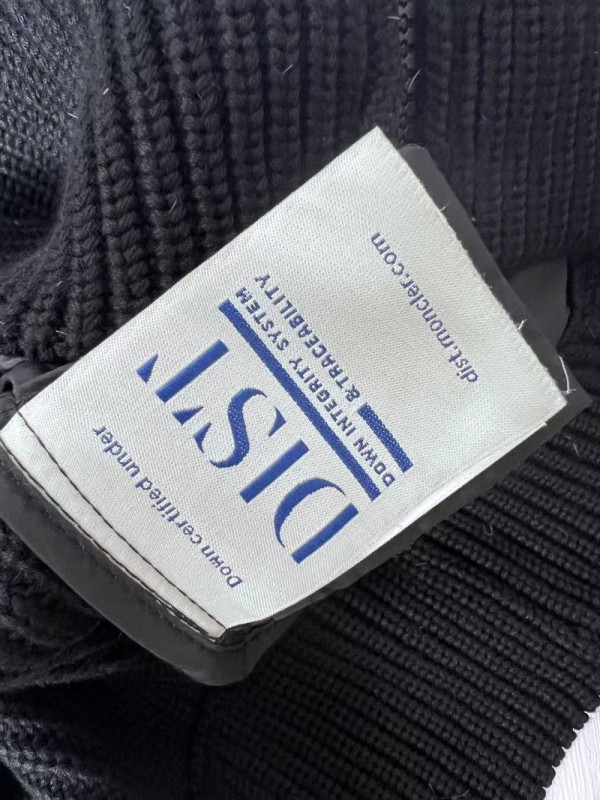 Down certified under
DIST
DOWN INTEGRITY SYSTEM
& TRACEABILITY
dist.moncler.com